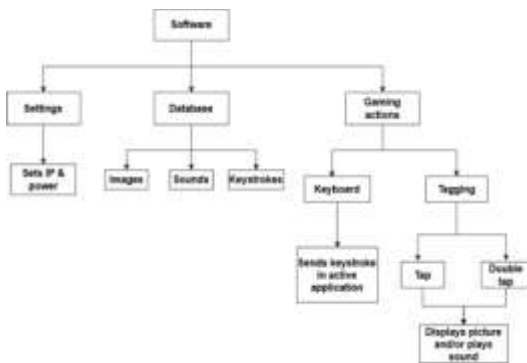 Software
Settings
Database
Gaming
actions
Sets IP &
power
Images
Sounds
Keystrokes
Keyboard
Tagging
Sends keystroke
in active
application
Tap
Double
tap
Displays picture
and/or plays
sound